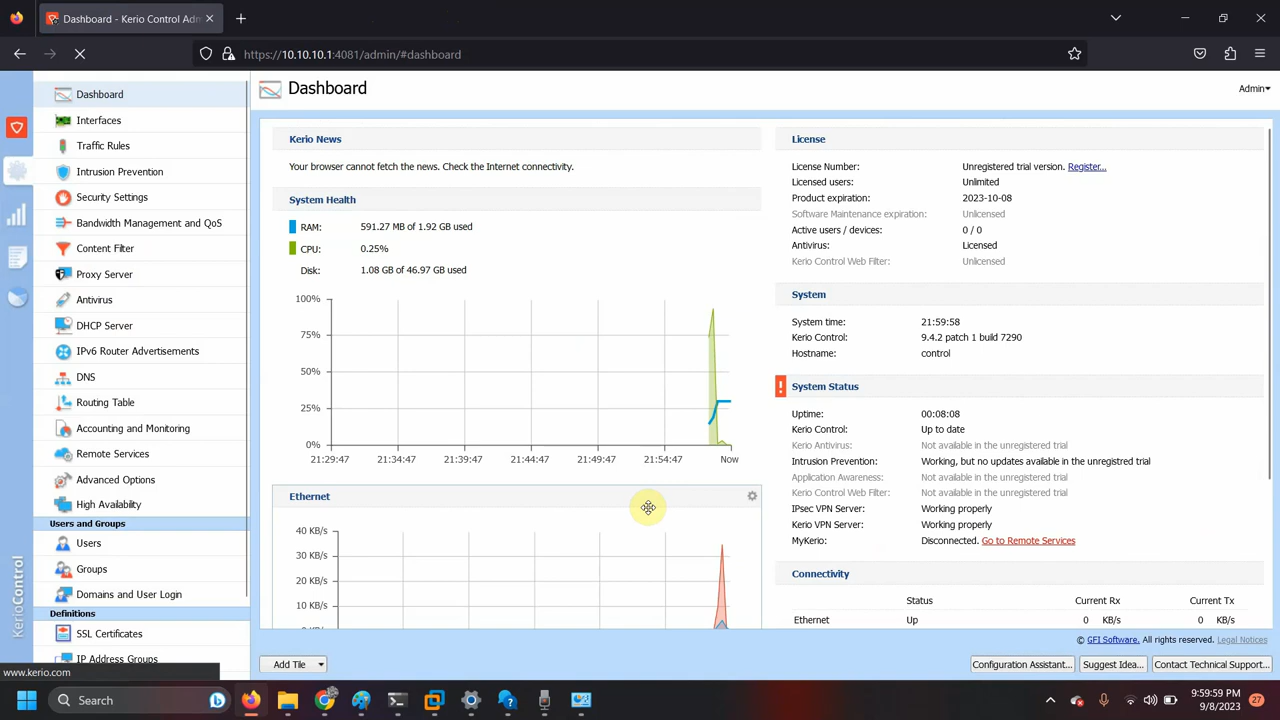 Dashboard - Kerio Control Adm
https://10.10.10.1:4081/admin/#dashboard
Dashboard
Interfaces
Traffic Rules
Intrusion Prevention
Security Settings
Bandwidth Management and QoS
Content Filter
Proxy Server
Antivirus
DHCP Server
IPv6 Router Advertisements
DNS
Routing Table
Accounting and Monitoring
Remote Services
Advanced Options
High Availability
Users and Groups
Users
Groups
Domains and User Login
Definitions
SSL Certificates
IP Address Groups
KerioControl
www.kerio.com
Dashboard
Admin
Kerio News
Your browser cannot fetch the news. Check the Internet connectivity.
System Health
RAM: 591.27 MB of 1.92 GB used
CPU: 0.25%
Disk: 1.08 GB of 46.97 GB used
100%
75%
50%
25%
0%
21:29:47 21:34:47 21:39:47 21:44:47 21:49:47 21:54:47 Now
Ethernet
40 KB/s
30 KB/s
20 KB/s
10 KB/s
0 KB/s
License
License Number: Unregistered trial version. Register...
Licensed users: Unlimited
Product expiration: 2023-10-08
Software Maintenance expiration: Unlicensed
Active users / devices: 0 / 0
Antivirus: Licensed
Kerio Control Web Filter: Unlicensed
System
System time: 21:59:58
Kerio Control: 9.4.2 patch 1 build 7290
Hostname: control
System Status
Uptime: 00:08:08
Kerio Control: Up to date
Kerio Antivirus: Not available in the unregistered trial
Intrusion Prevention: Working, but no updates available in the unregistered trial
Application Awareness: Not available in the unregistered trial
Kerio Control Web Filter: Not available in the unregistered trial
IPsec VPN Server: Working properly
Kerio VPN Server: Working properly
MyKerio: Disconnected. Go to Remote Services
Connectivity
Status Current Rx Current Tx
Ethernet Up 0 KB/s 0 KB/s
© GFI Software. All rights reserved. Legal Notices
Add Tile
Configuration Assistant... Suggest Idea... Contact Technical Support...
Search
9:59:59 PM
9/8/2023
27